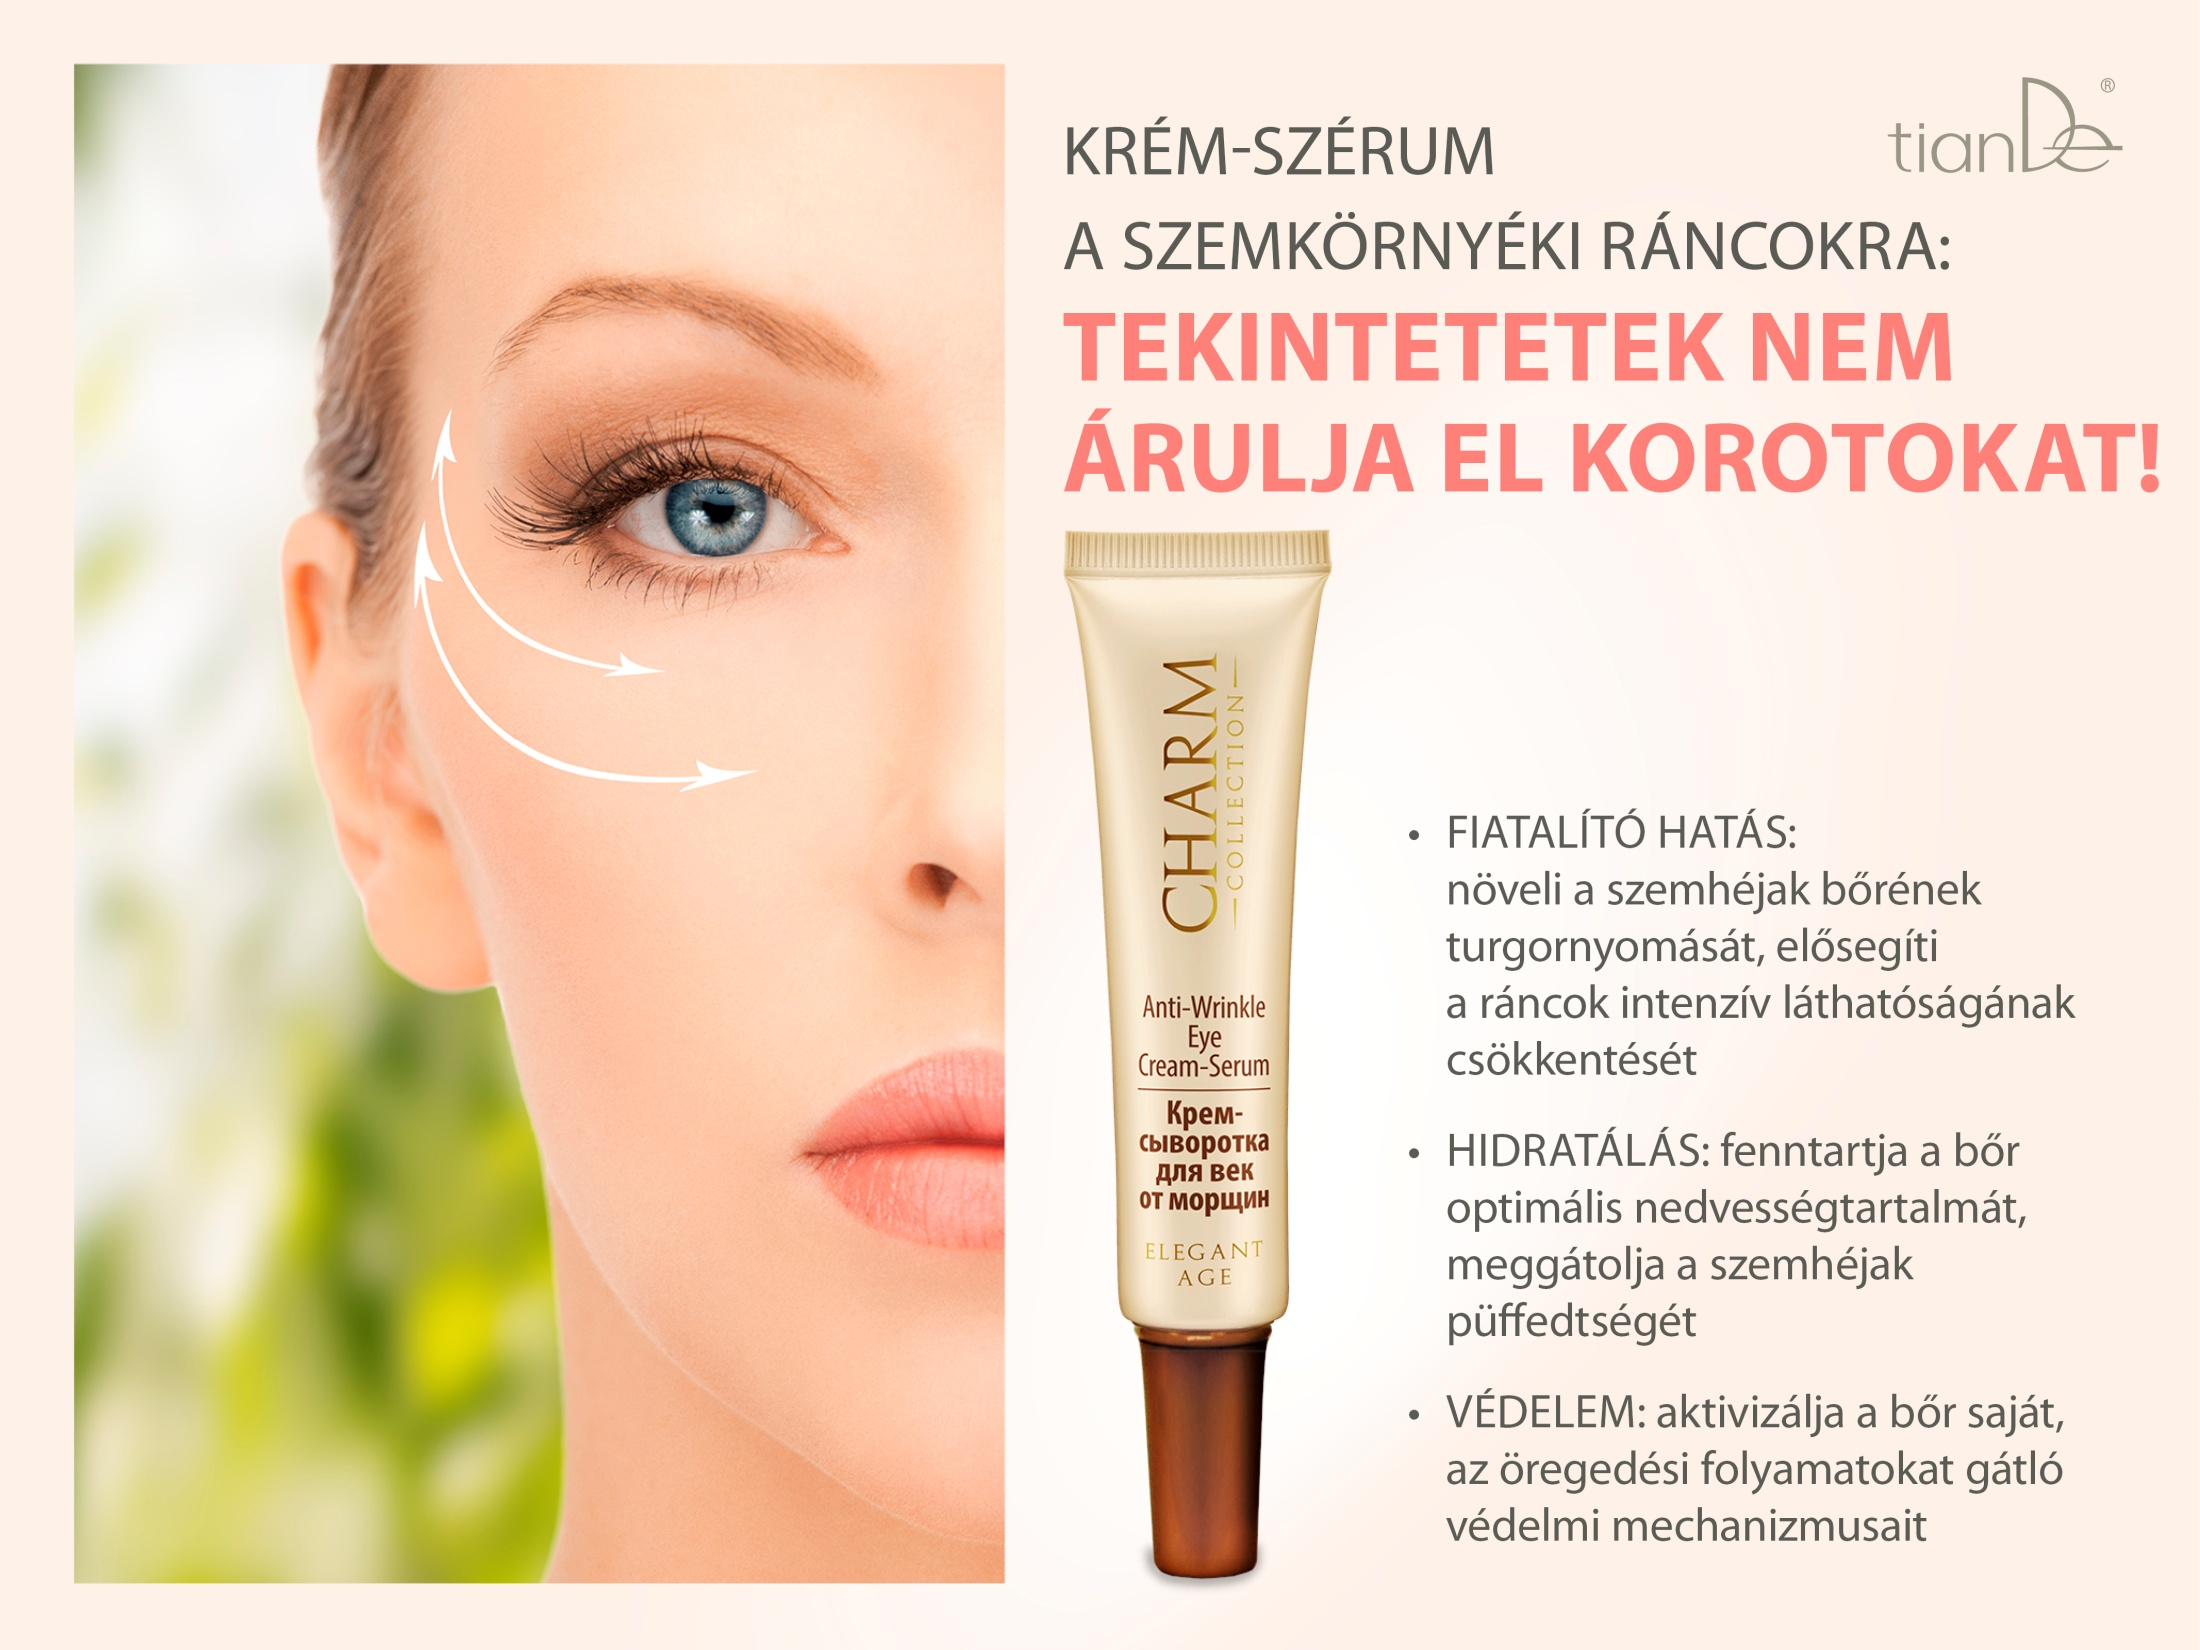 tianDe®
KRÉM-SZÉRUM
A SZEMKÖRNYÉKI RÁNCOKRA:
TEKINTETETEK NEM
ÁRULJA EL KOROTOKAT!
CHARM
COLLECTION
Anti-Wrinkle
Eye
Cream-Serum
Крем-
сыворотка
для век
от морщин
ELEGANT
AGE
• FIATALÍTÓ HATÁS:
növeli a szemhéjak bőrének
turgornyomását, elősegíti
a ráncok intenzív láthatóságának
csökkentését
• HIDRATÁLÁS: fenntartja a bőr
optimális nedvességtartalmát,
meggátolja a szemhéjak
püffedtségét
• VÉDELEM: aktivizálja a bőr saját,
az öregedési folyamatokat gátló
védelmi mechanizmusait